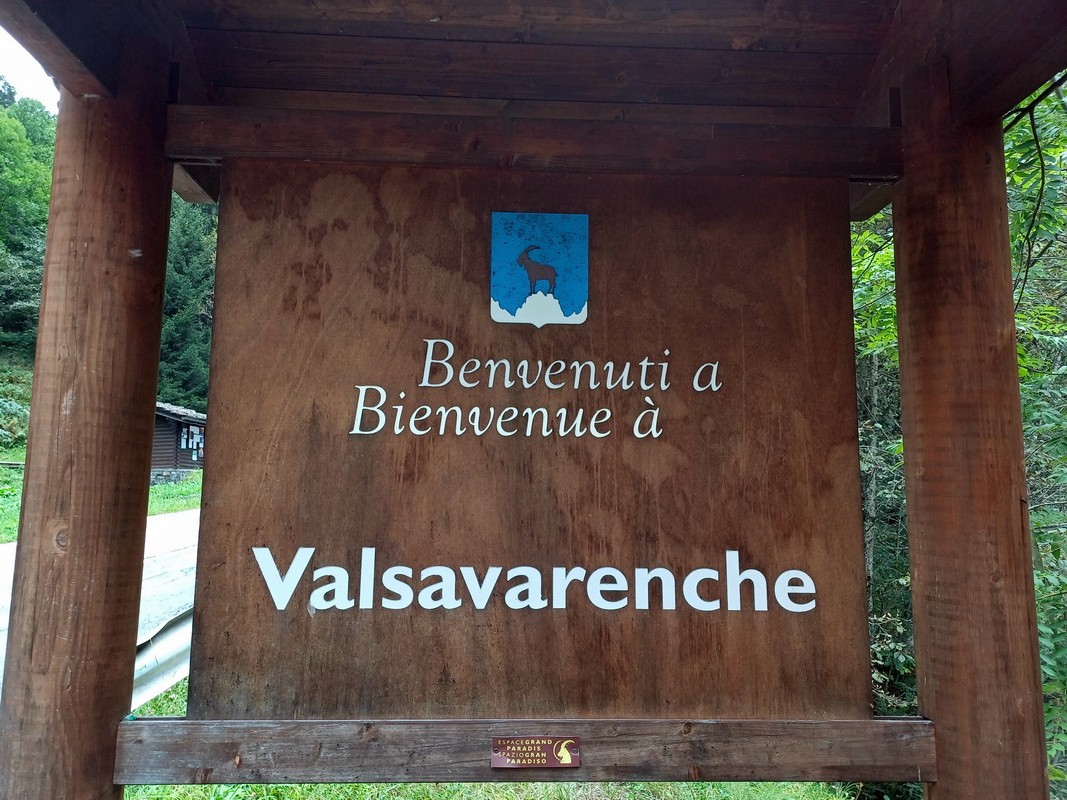 Benvenuti a
Bienvenue à
Valsavarenche
ESPACE GRAND
PARADIS
SPAZIO GRAN
PARADISO